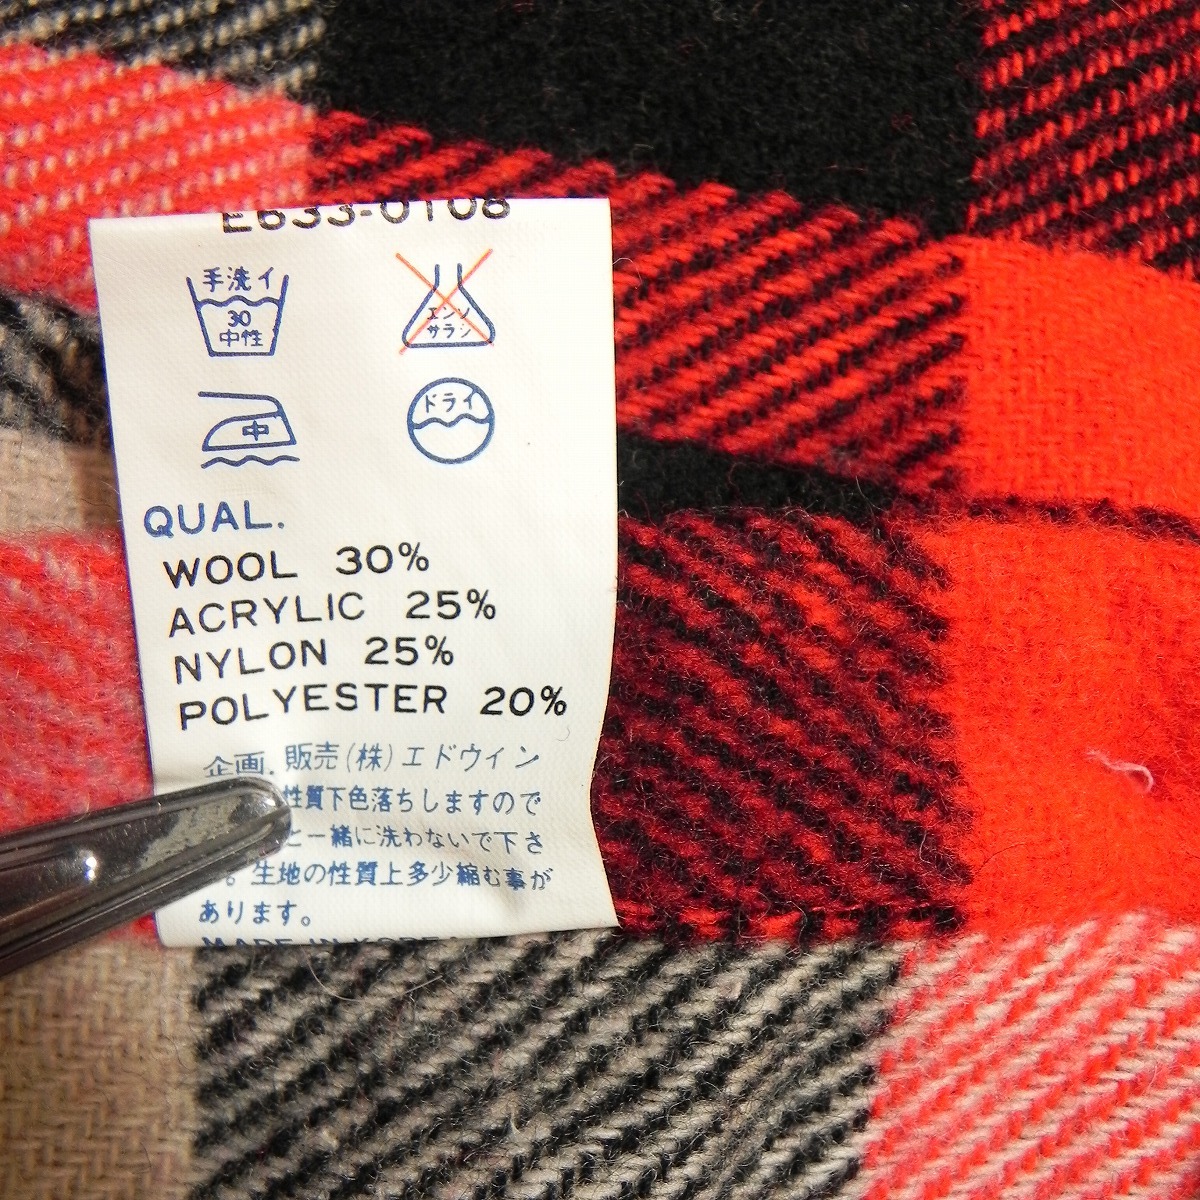 E633-0108
手洗イ
30
中性
エンソ
サラシ
中
ドライ
QUAL.
WOOL 30%
ACRYLIC 25%
NYLON 25%
POLYESTER 20%
企画.販売(株)エドウイン
性質下色落ちしますので
と一緒に洗わないで下さ
。生地の性質上多少縮む事が
あります。
MADE IN